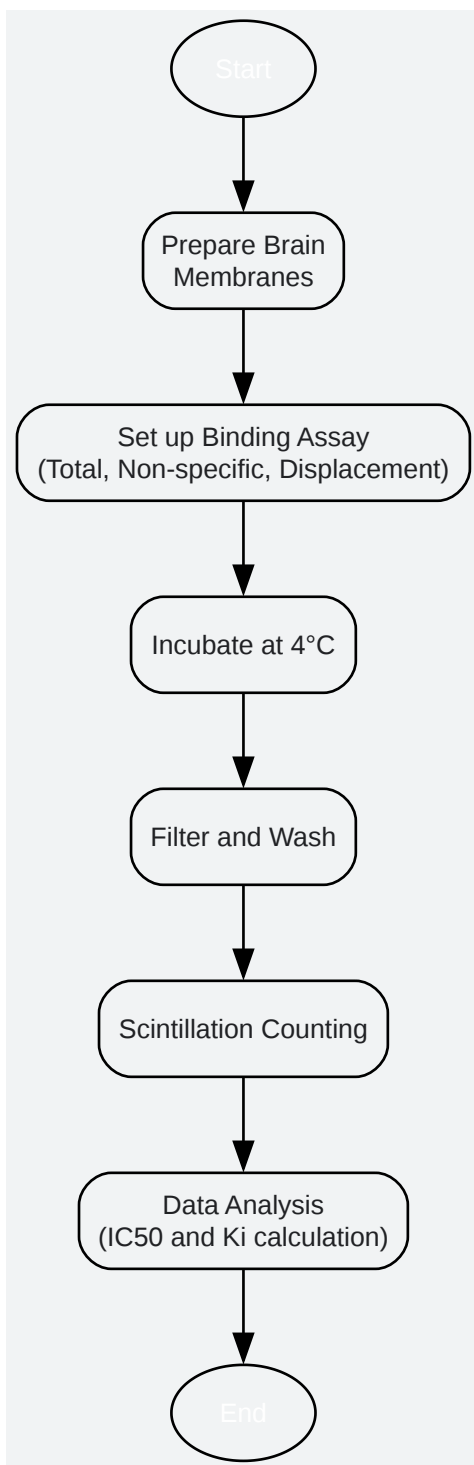 Start
Prepare Brain
Membranes
Set up Binding Assay
(Total, Non-specific, Displacement)
Incubate at 4°C
Filter and Wash
Scintillation Counting
Data Analysis
(IC50 and Ki calculation)
End